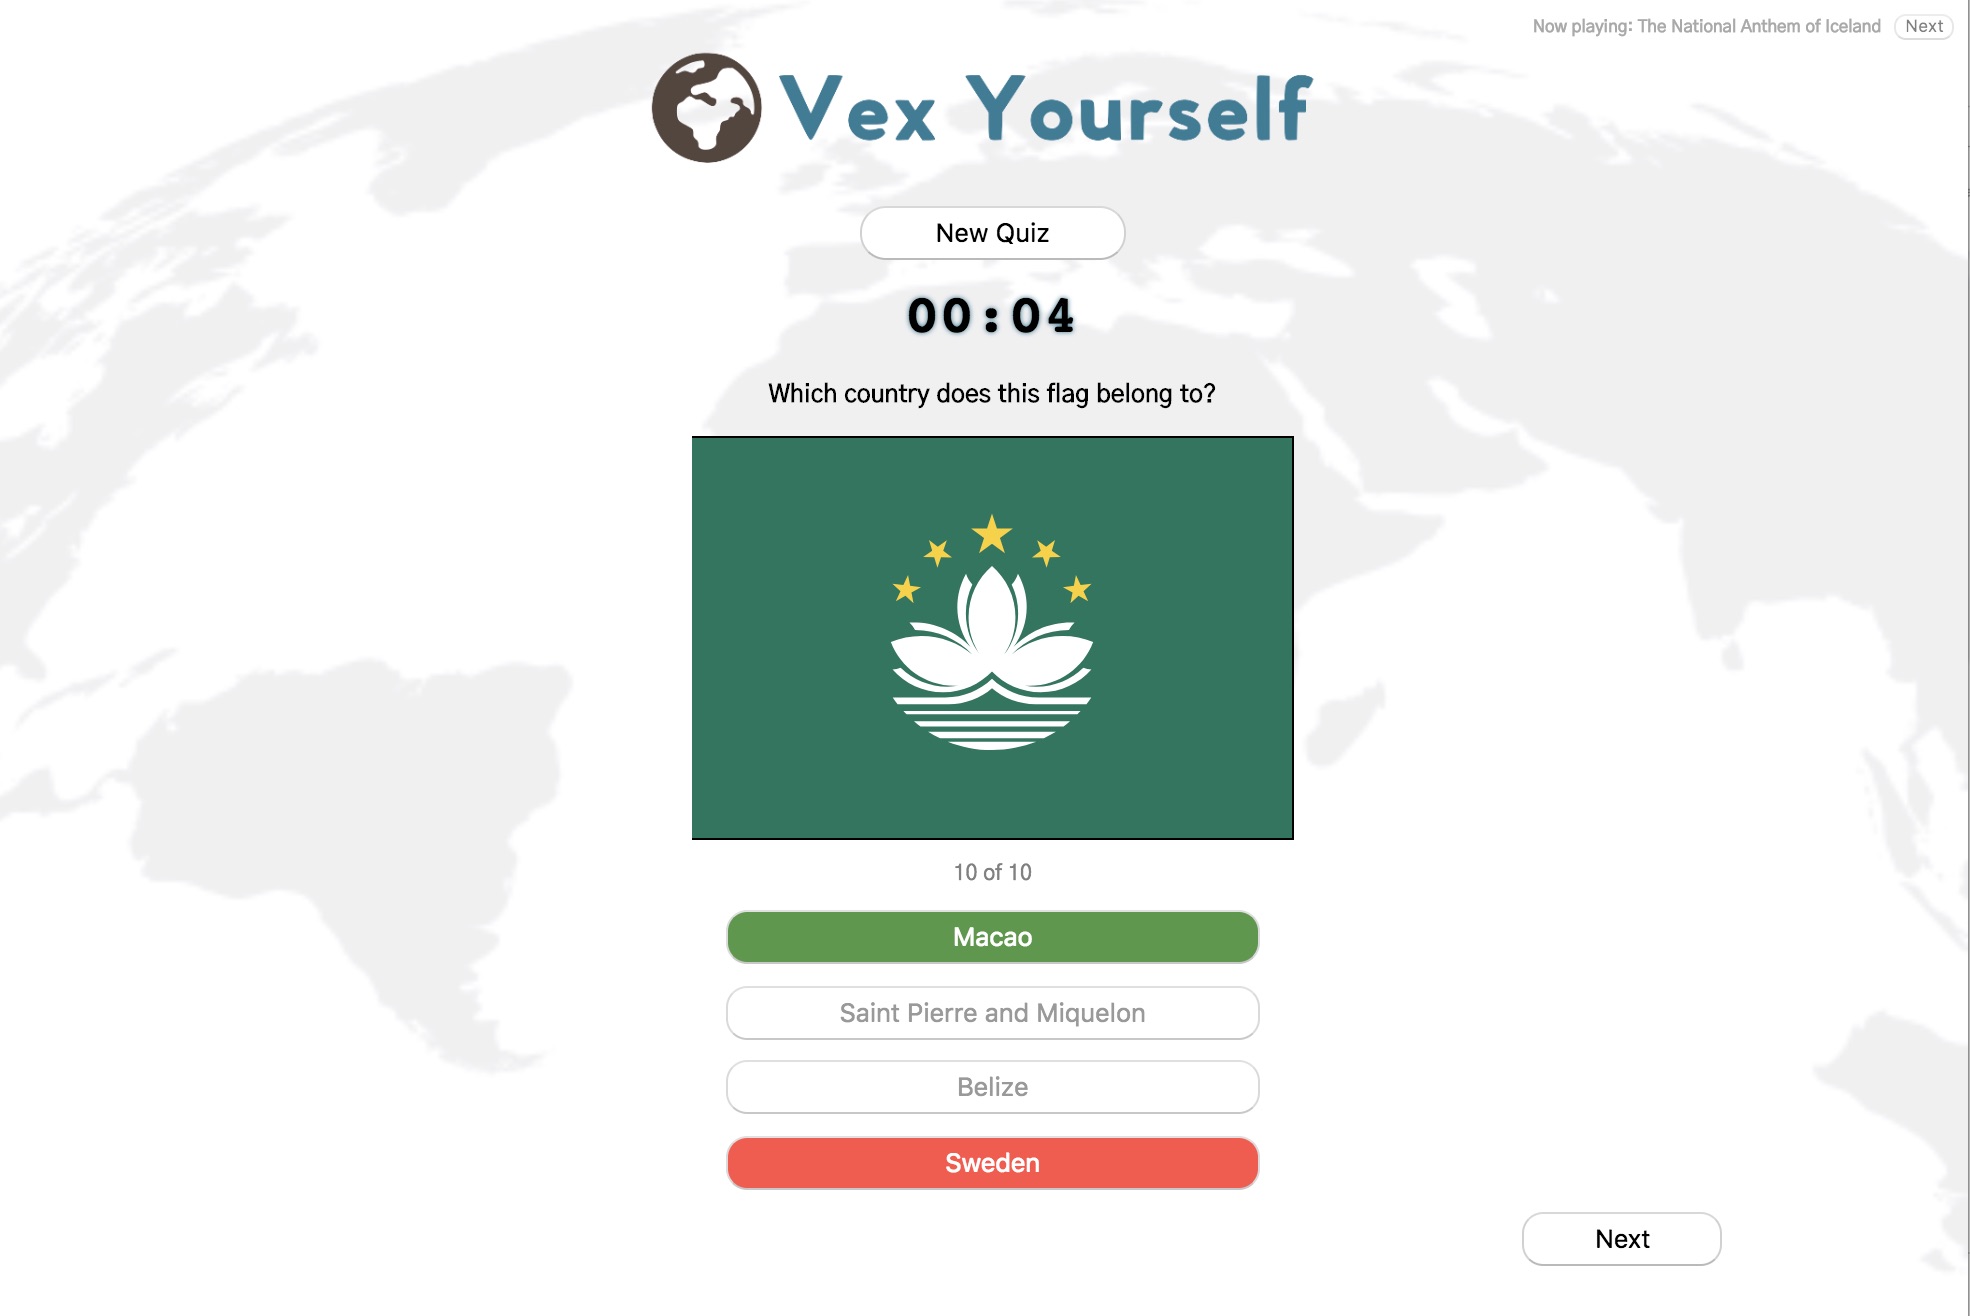 Now playing: The National Anthem of Iceland Next
Vex Yourself
New Quiz
00:04
Which country does this flag belong to?
10 of 10
Macao
Saint Pierre and Miquelon
Belize
Sweden
Next